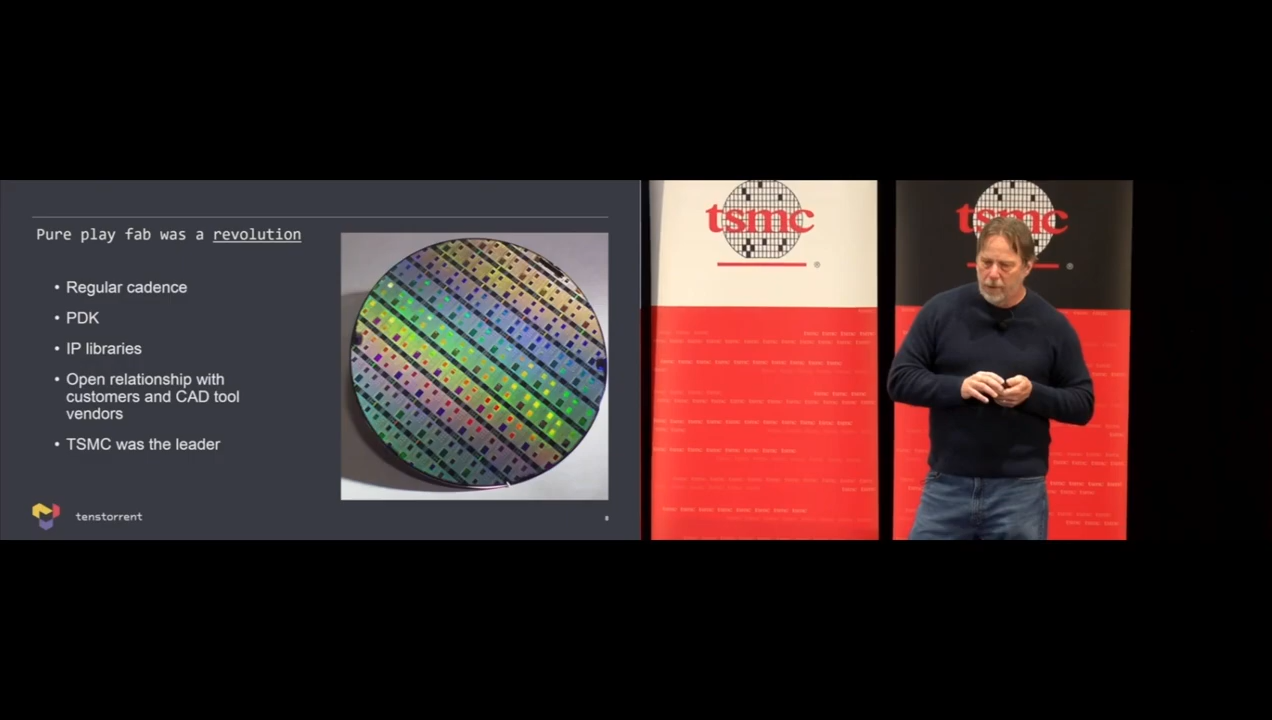 Pure play fab was a revolution
• Regular cadence
• PDK
• IP libraries
• Open relationship with
customers and CAD tool
vendors
• TSMC was the leader
tenstorrent
tsmc
®
tsmc
®